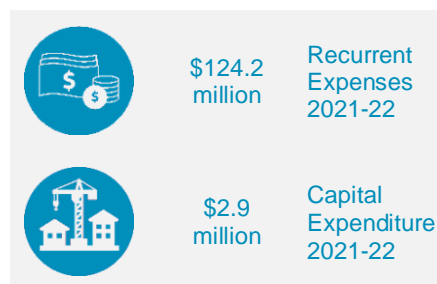 $
$
$124.2
million
Recurrent
Expenses
2021-22
$2.9
million
Capital
Expenditure
2021-22